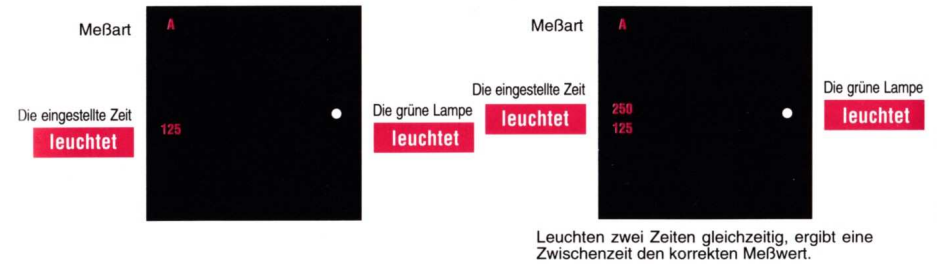 Meßart
A
Die eingestellte Zeit
leuchtet
125
Die grüne Lampe
leuchtet
Meßart
A
Die eingestellte Zeit
leuchtet
250
125
Die grüne Lampe
leuchtet
Leuchten zwei Zeiten gleichzeitig, ergibt eine
Zwischenzeit den korrekten Meßwert.